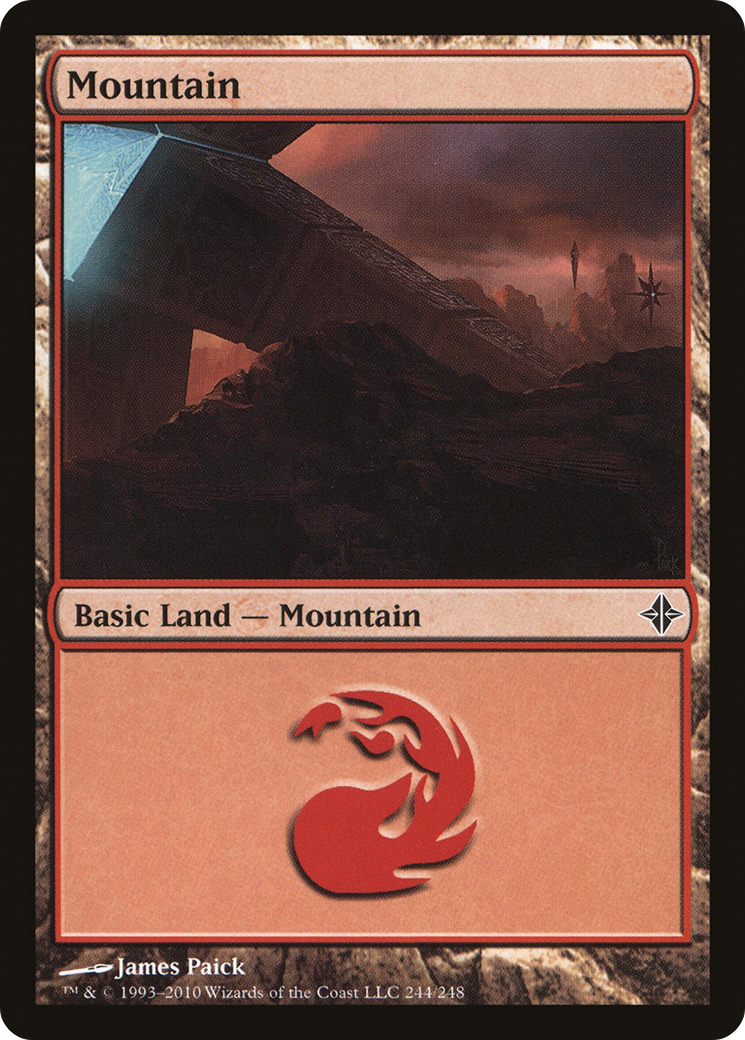 Mountain
Basic Land — Mountain
James Paick
™ & © 1993–2010 Wizards of the Coast LLC 244/248